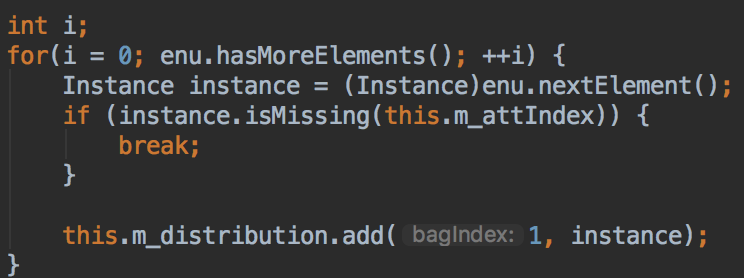 int i;
for(i = 0; enu.hasMoreElements(); ++i) {
    Instance instance = (Instance)enu.nextElement();
    if (instance.isMissing(this.m_attIndex)) {
        break;
    }

    this.m_distribution.add( bagIndex: 1, instance);
}